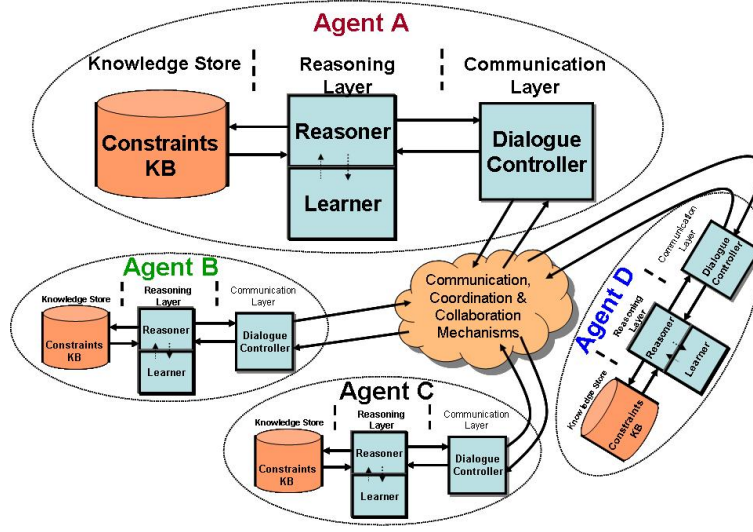 Agent A
Knowledge Store
Reasoning
Layer
Communication
Layer
Constraints
KB
Reasoner
Learner
Dialogue
Controller
Communication,
Coordination &
Collaboration
Mechanisms
Agent B
Knowledge Store
Reasoning
Layer
Communication
Layer
Constraints
KB
Reasoner
Learner
Dialogue
Controller
Agent C
Knowledge Store
Reasoning
Layer
Communication
Layer
Constraints
KB
Reasoner
Learner
Dialogue
Controller
Agent D
Knowledge Store
Reasoning
Layer
Communication
Layer
Constraints
KB
Reasoner
Learner
Dialogue
Controller